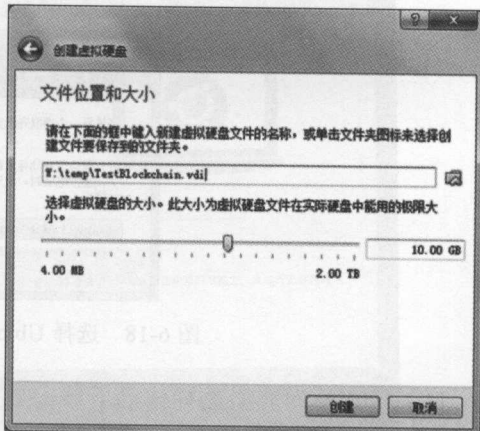 创建虚拟硬盘
文件位置和大小
请在下面的框中键入新建虚拟硬盘文件的名称，或单击文件夹图标来选择创
建文件要保存到的文件夹。
W:\temp\TestBlockchain.vdi
选择虚拟硬盘的大小。此大小为虚拟硬盘文件在实际硬盘中能用的极限大
小。
10.00 GB
4.00 MB
2.00 TB
创建
取消